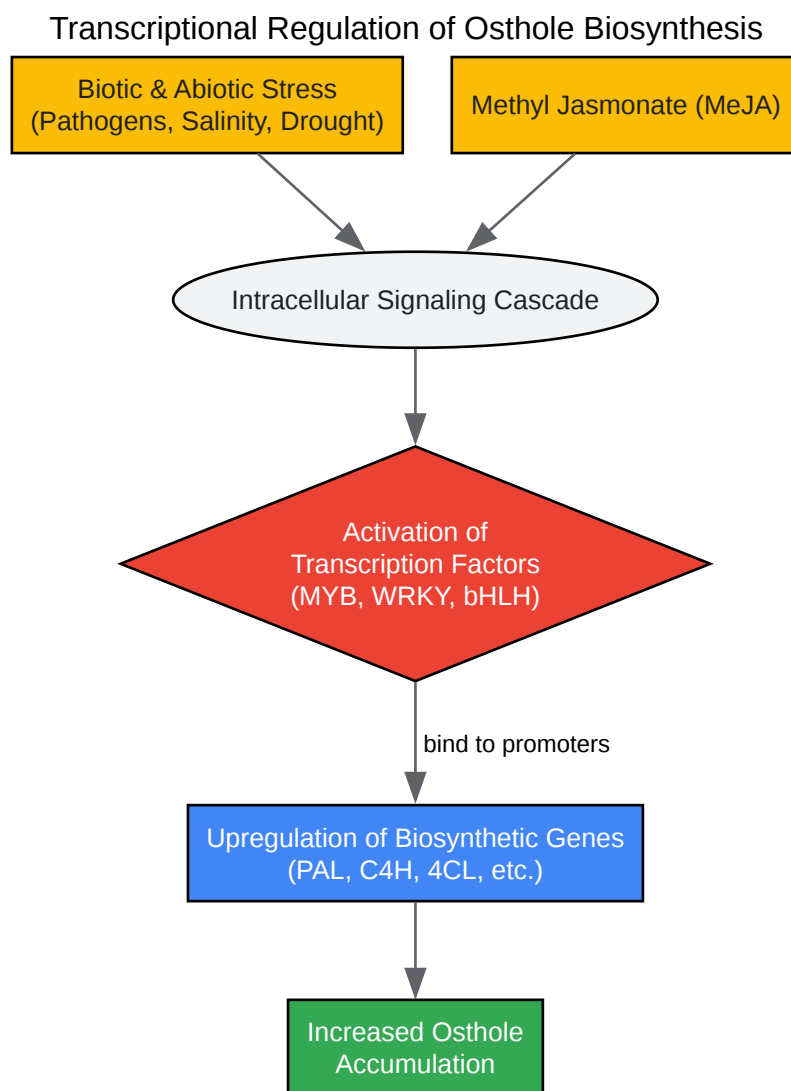 Transcriptional Regulation of Osthole Biosynthesis
Biotic & Abiotic Stress
(Pathogens, Salinity, Drought)
Methyl Jasmonate (MeJA)
Intracellular Signaling Cascade
Activation of
Transcription Factors
(MYB, WRKY, bHLH)
bind to promoters
Upregulation of Biosynthetic Genes
(PAL, C4H, 4CL, etc.)
Increased Osthole
Accumulation